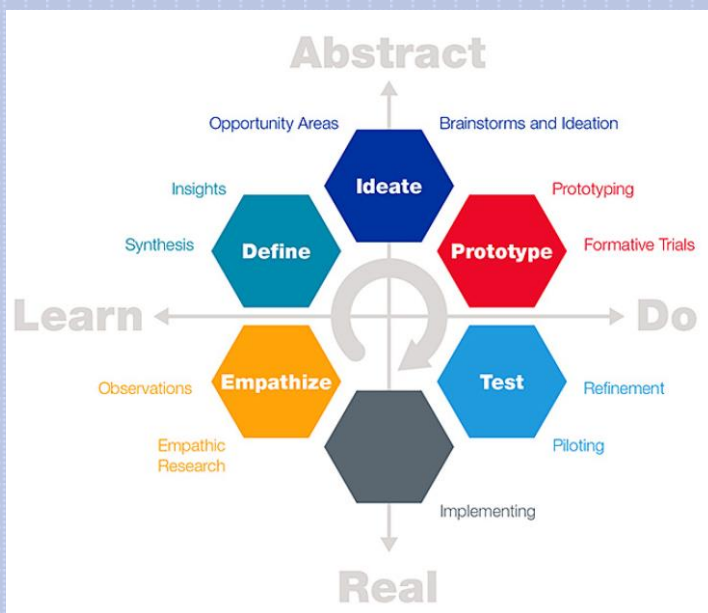 Abstract
Opportunity Areas
Brainstorms and Ideation
Ideate
Insights
Prototyping
Synthesis
Define
Prototype
Formative Trials
Learn
Do
Observations
Empathize
Test
Refinement
Empathic
Research
Piloting
Implementing
Real